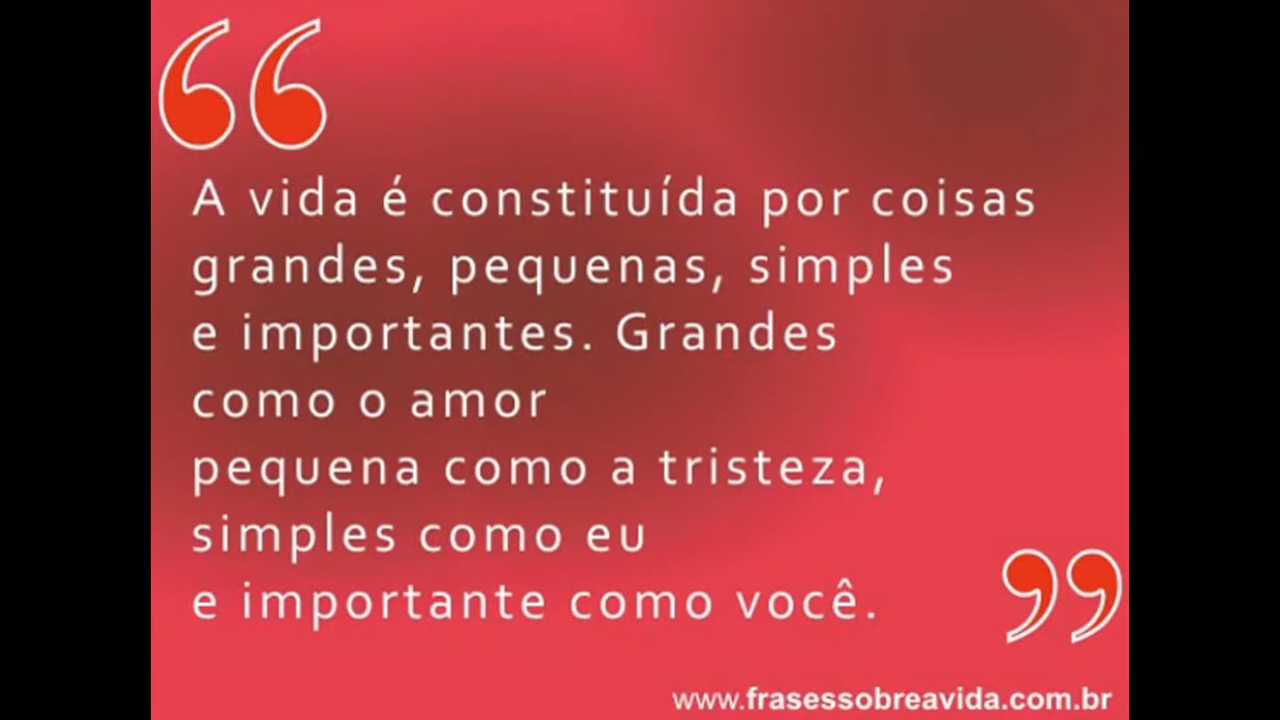 A vida é constituída por coisas
grandes, pequenas, simples
e importantes. Grandes
como o amor
pequena como a tristeza,
simples como eu
e importante como você.
www.frasessobreavida.com.br